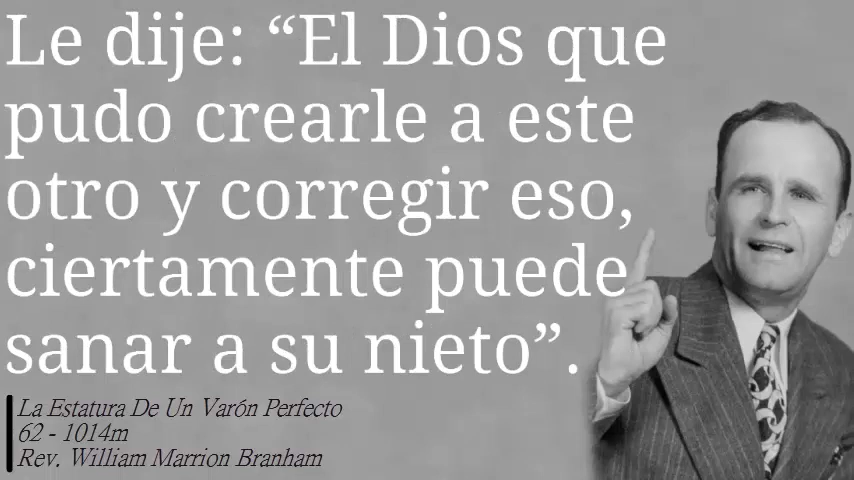 Le dije: “El Dios que
pudo crearle a este
otro y corregir eso,
ciertamente puede
sanar a su nieto”.
La Estatura De Un Varón Perfecto
62 - 1014m
Rev. William Marrion Branham